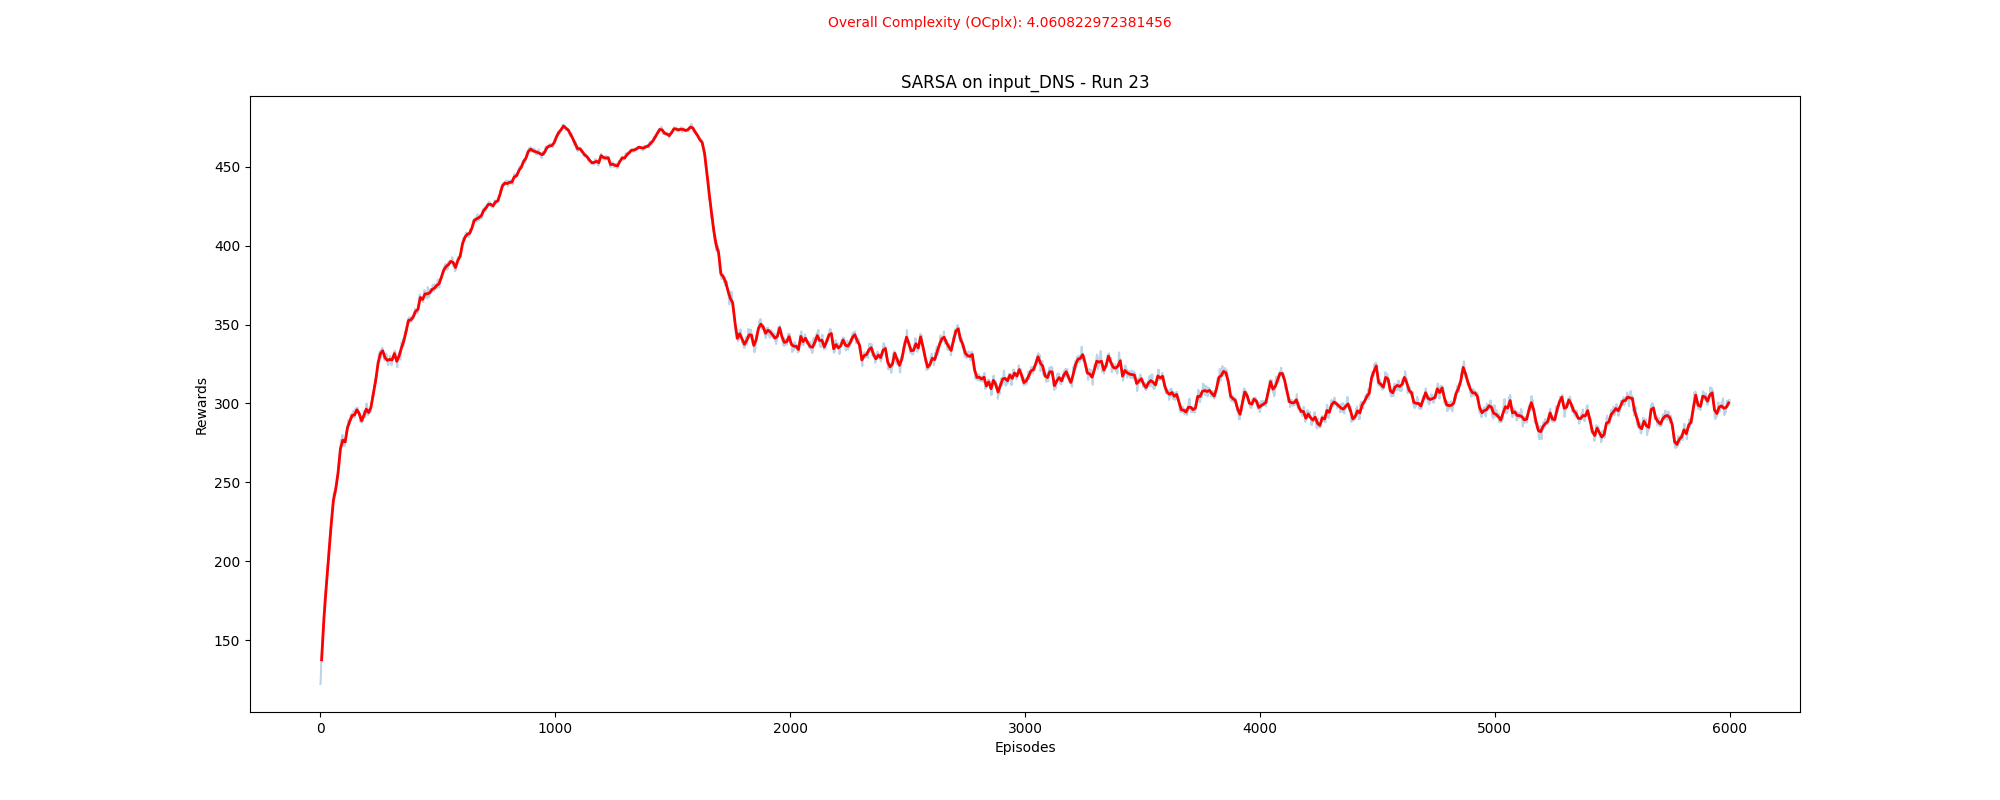 Overall Complexity (OCplx): 4.060822972381456
SARSA on input_DNS - Run 23
450
400
350
300
250
200
150
Rewards
0 1000 2000 3000 4000 5000 6000
Episodes